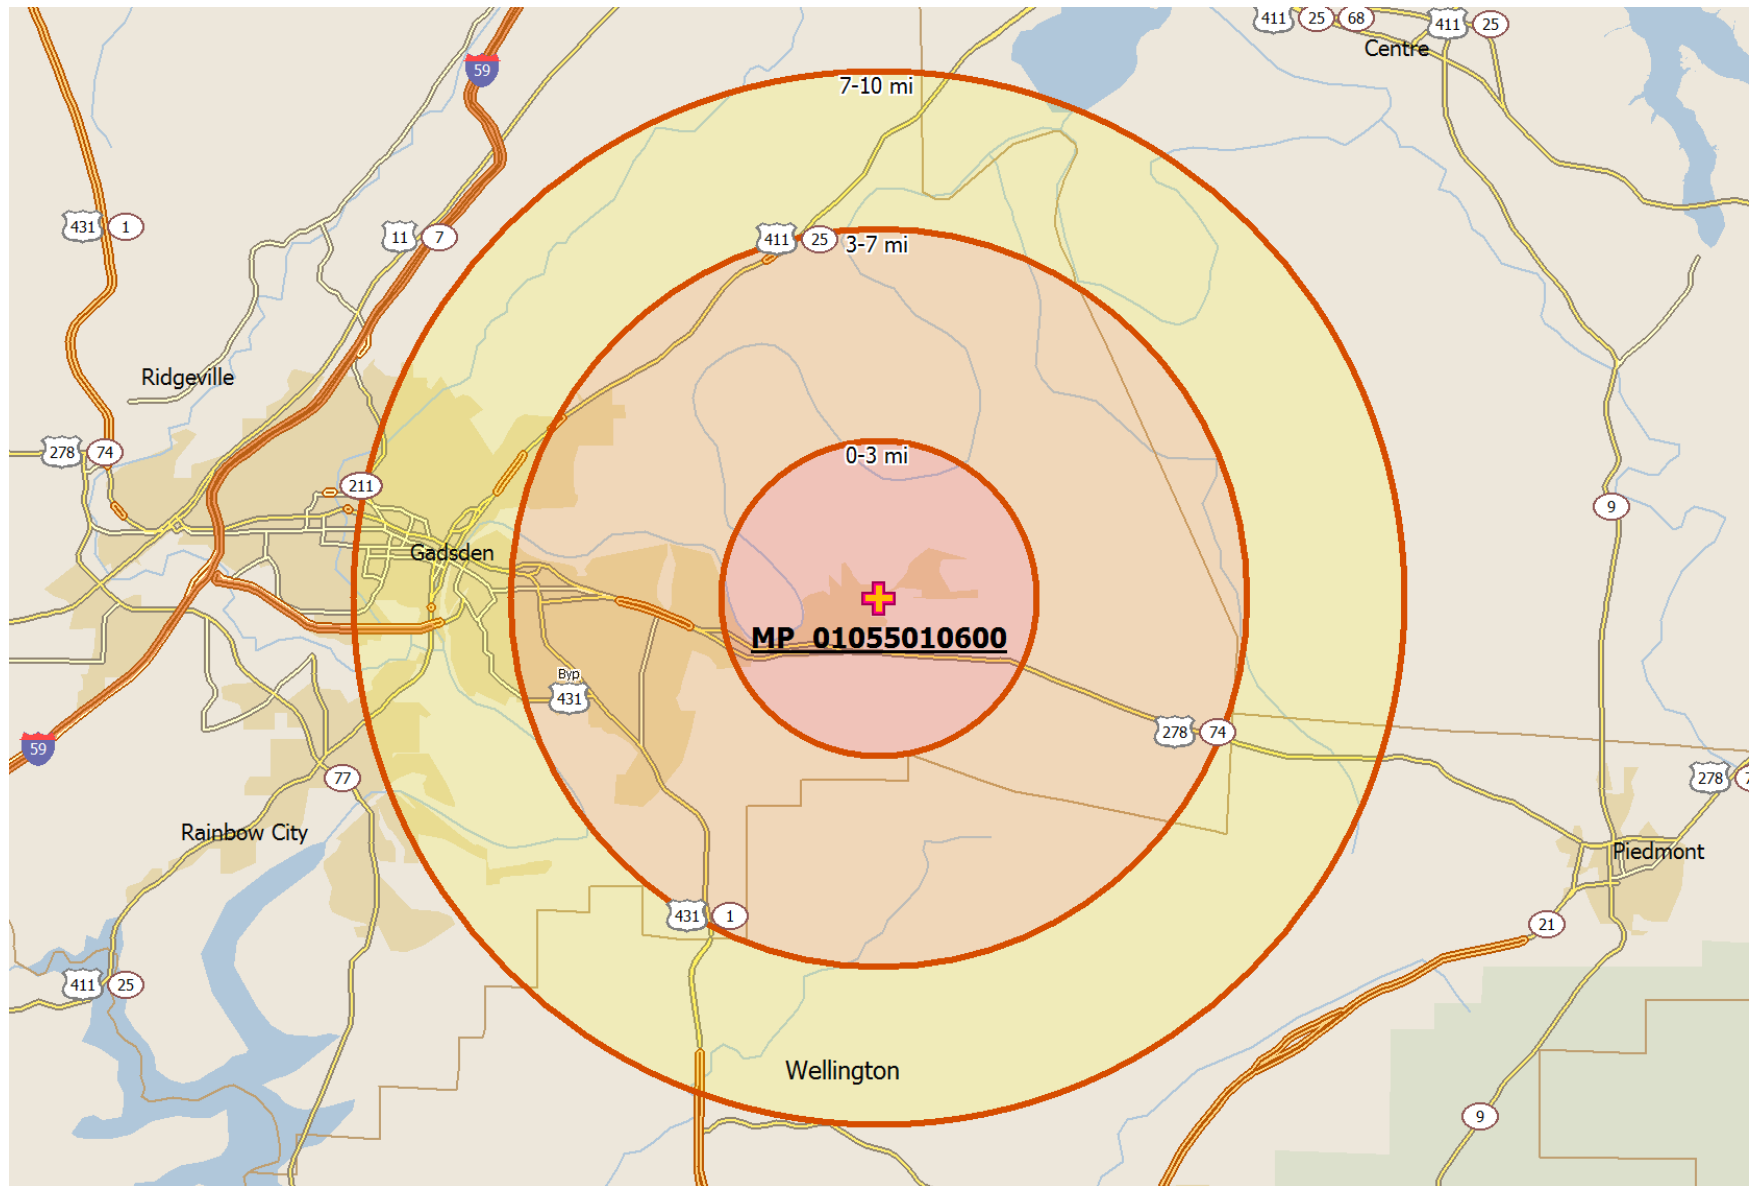 411 25 68 411 25
Centre
59
7-10 mi
431 1
11 7
411 25
3-7 mi
Ridgeville
278 74
0-3 mi
211
9
Gadsden
MP_01055010600
Byp
431
278 74
59
77
278
Rainbow City
Piedmont
431 1
21
411 25
Wellington
9